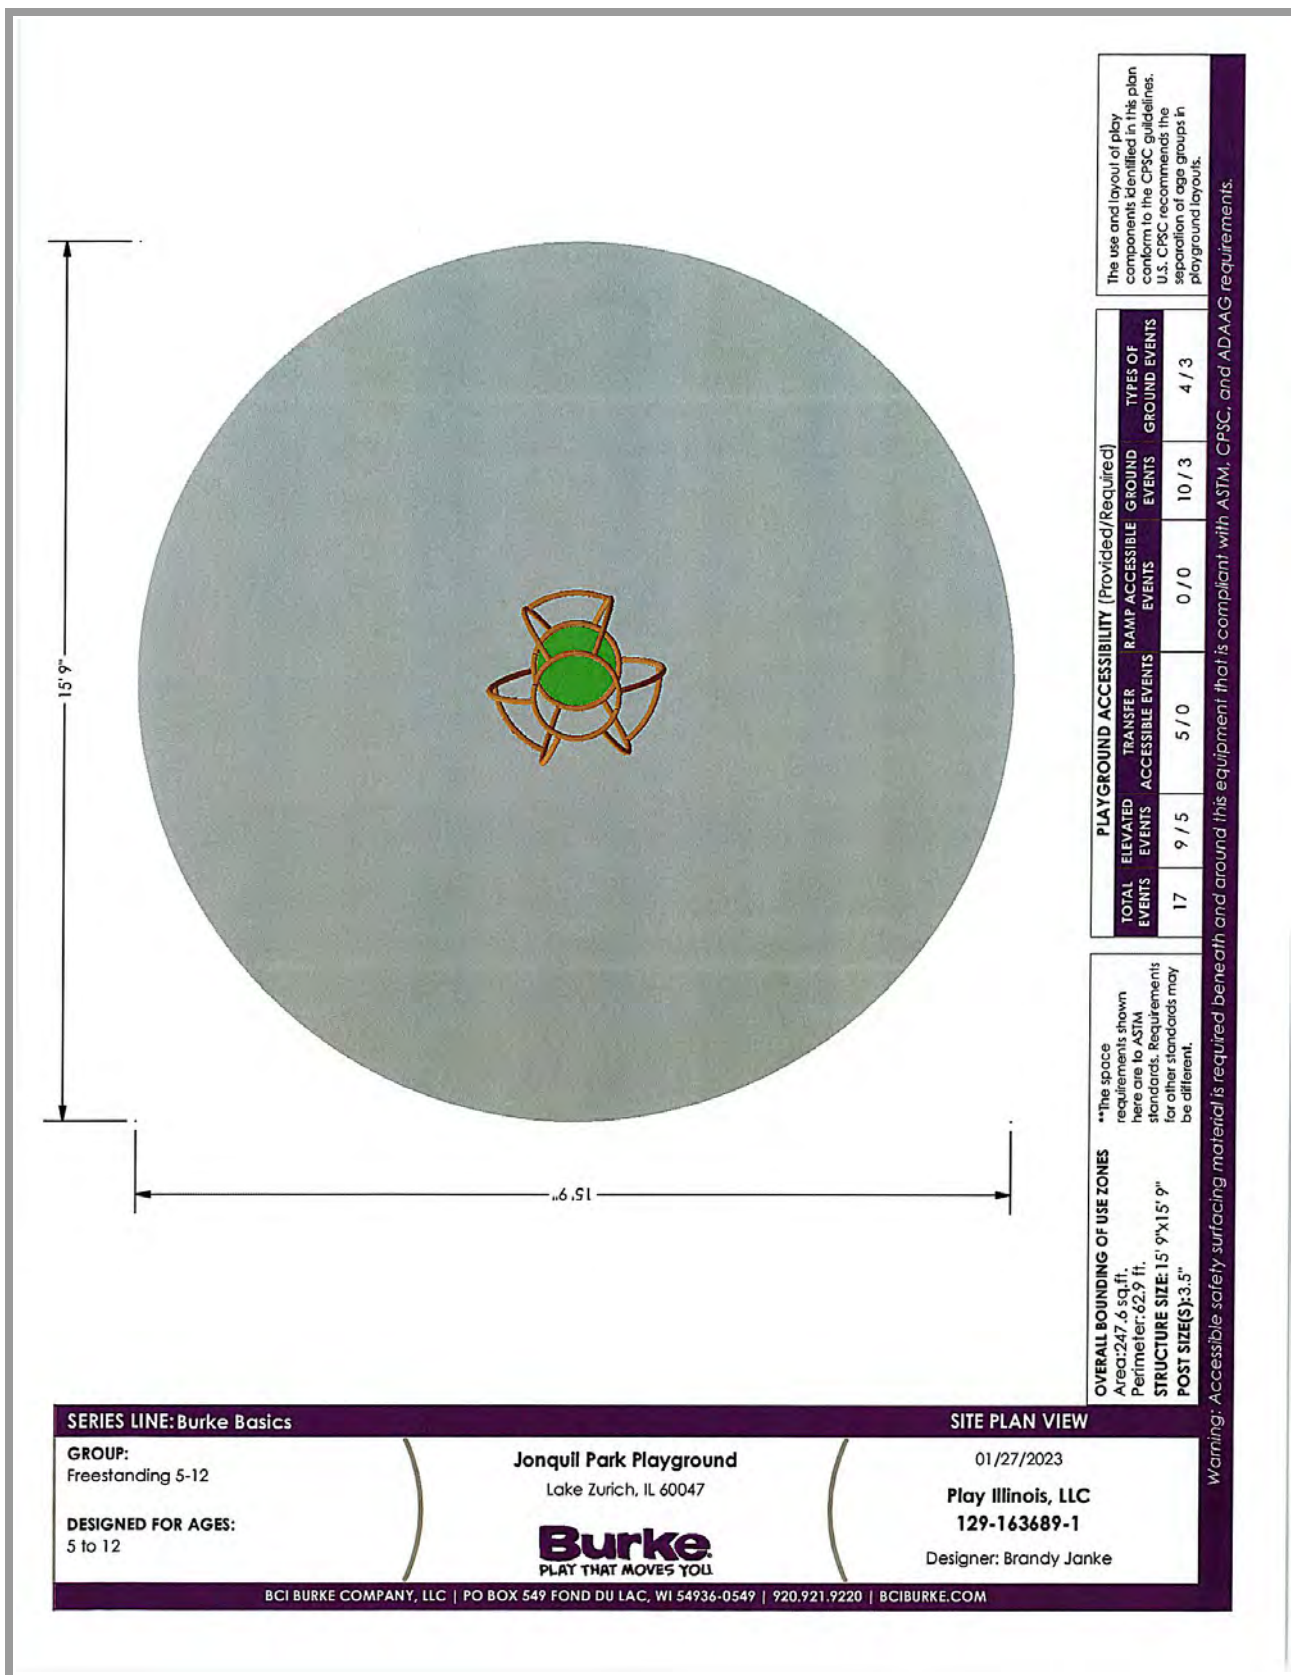 15' 9"
15' 9"
The use and layout of play
components identified in this plan
conform to the CPSC guildelines.
U.S. CPSC recommends the
separation of age groups in
playground layouts.
PLAYGROUND ACCESSIBILITY (Provided/Required)
TOTAL EVENTS ELEVATED EVENTS TRANSFER ACCESSIBLE EVENTS RAMP ACCESSIBLE EVENTS GROUND EVENTS TYPES OF GROUND EVENTS
17 9/5 5/0 0/0 10/3 4/3
OVERALL BOUNDING OF USE ZONES
Area:247.6 sq.ft.
Perimeter:62.9 ft.
STRUCTURE SIZE: 15' 9"x15' 9"
POST SIZE(S):3.5"
**The space
requirements shown
here are to ASTM
standards. Requirements
for other standards may
be different.
Warning: Accessible safety surfacing material is required beneath and around this equipment that is compliant with ASTM, CPSC, and ADAAG requirements.
SERIES LINE: Burke Basics
SITE PLAN VIEW
GROUP:
Freestanding 5-12
DESIGNED FOR AGES:
5 to 12
Jonquil Park Playground
Lake Zurich, IL 60047
Burke
PLAY THAT MOVES YOU
01/27/2023
Play Illinois, LLC
129-163689-1
Designer: Brandy Janke
BCI BURKE COMPANY, LLC | PO BOX 549 FOND DU LAC, WI 54936-0549 | 920.921.9220 | BCIBURKE.COM